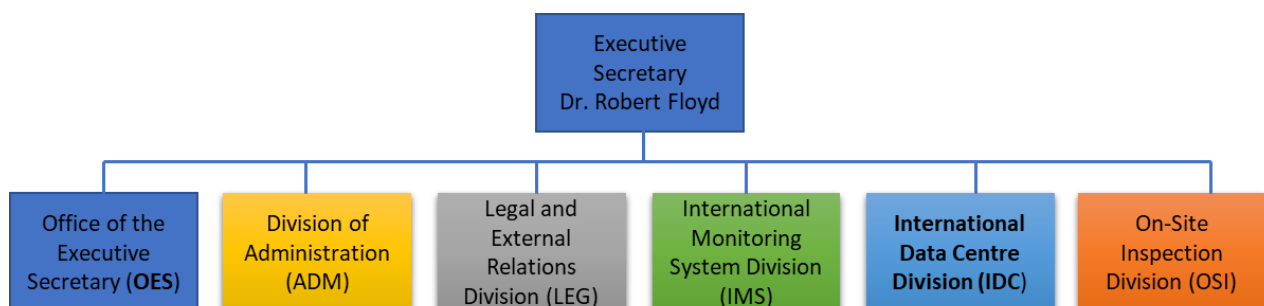 Executive
Secretary
Dr. Robert Floyd
Office of the
Executive
Secretary (OES)
Division of
Administration
(ADM)
Legal and
External
Relations
Division (LEG)
International
Monitoring
System Division
(IMS)
International
Data Centre
Division (IDC)
On-Site
Inspection
Division (OSI)